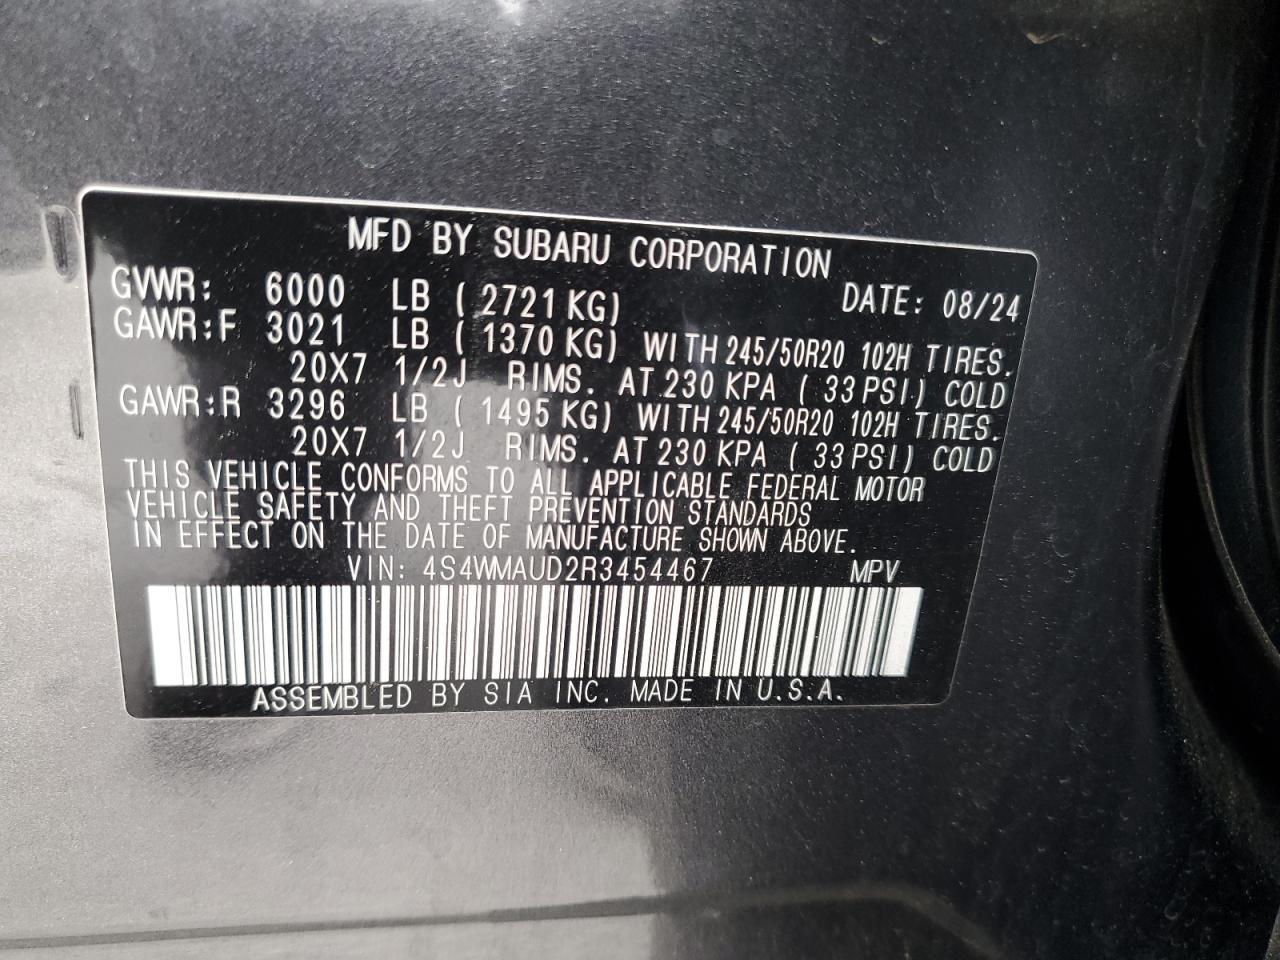 MFD BY SUBARU CORPORATION
GVWR: 6000 LB ( 2721 KG) DATE: 08/24
GAWR:F 3021 LB ( 1370 KG) WITH 245/50R20 102H TIRES.
20X7 1/2J RIMS. AT 230 KPA ( 33 PSI) COLD
GAWR:R 3296 LB ( 1495 KG) WITH 245/50R20 102H TIRES.
20X7 1/2J RIMS. AT 230 KPA ( 33 PSI) COLD
THIS VEHICLE CONFORMS TO ALL APPLICABLE FEDERAL MOTOR
VEHICLE SAFETY AND THEFT PREVENTION STANDARDS
IN EFFECT ON THE DATE OF MANUFACTURE SHOWN ABOVE.
VIN: 4S4WMAUD2R3454467 MPV
ASSEMBLED BY SIA INC. MADE IN U.S.A.